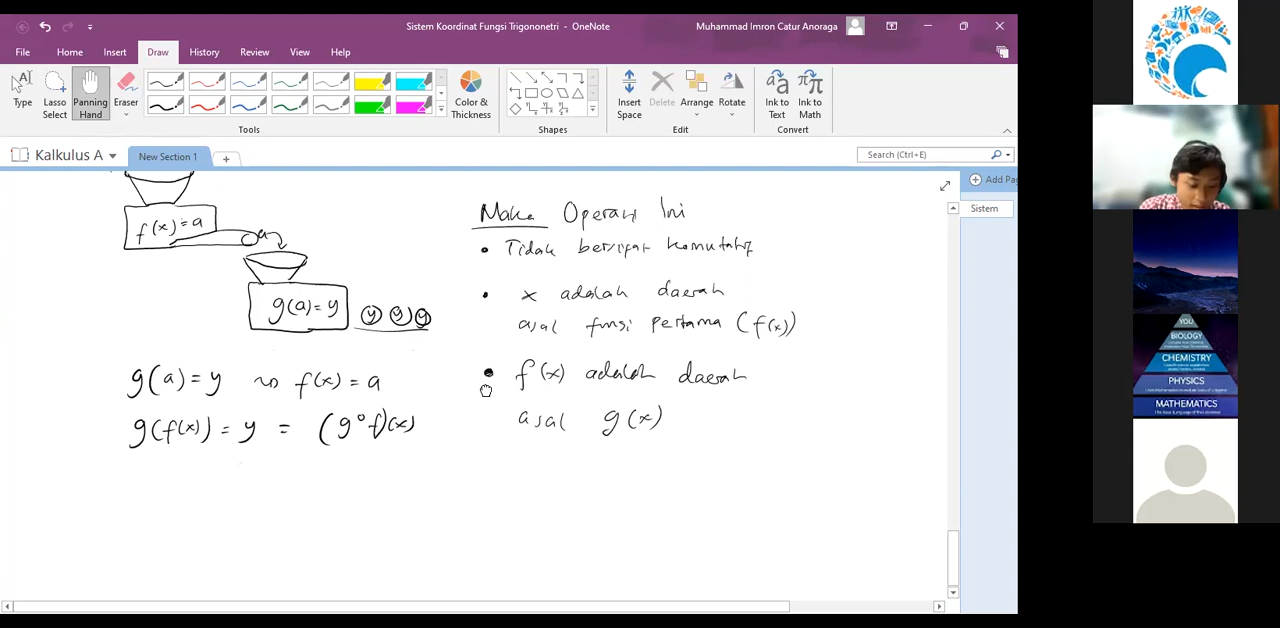 Sistem Koordinat Fungsi Trigononetri - OneNote
Muhammad Imron Catur Anoraga
File Home Insert Draw History Review View Help
Type
Lasso Select
Panning Hand
Eraser
Color & Thickness
Insert Space
Delete
Arrange
Rotate
Ink to Text
Ink to Math
Tools
Shapes
Edit
Convert
Kalkulus A
New Section 1
Search (Ctrl+E)
Add Pag
Sistem
f(x) = a
a
g(a) = y
y y y
g(a) = y ~> f(x) = a
g(f(x)) = y = (g∘f)(x)
Maka Operasi Ini
• Tidak bersifat komutatif
• x adalah daerah
asal fungsi pertama (f(x))
• f(x) adalah daerah
asal g(x)
YOU
BIOLOGY
CHEMISTRY
PHYSICS
MATHEMATICS